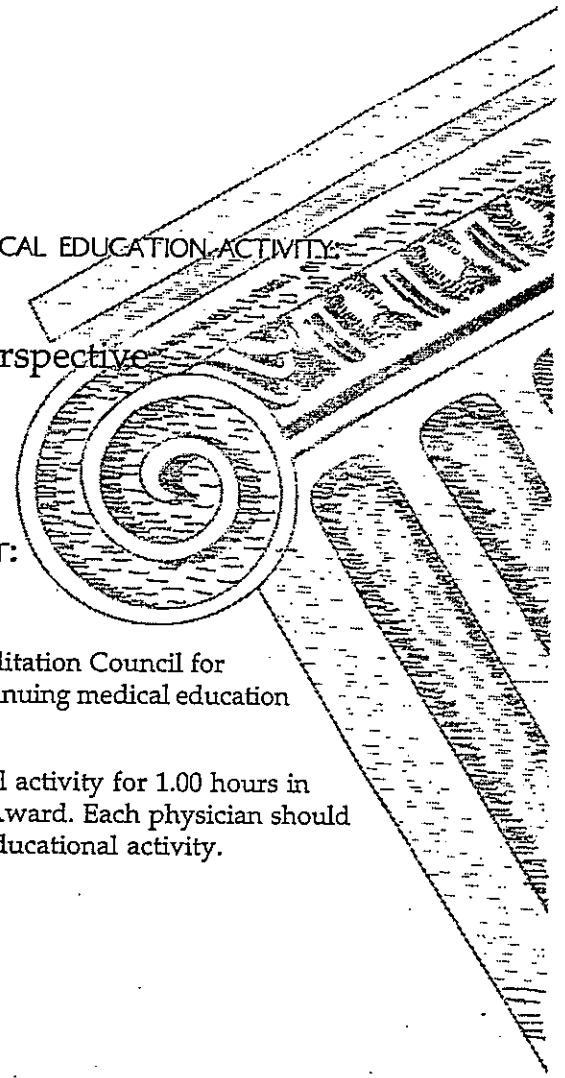 CAL EDUCATION ACTIVITY:
rspective
T:
litation Council for
nuing medical education
l activity for 1.00 hours in
ward. Each physician should
ducational activity.